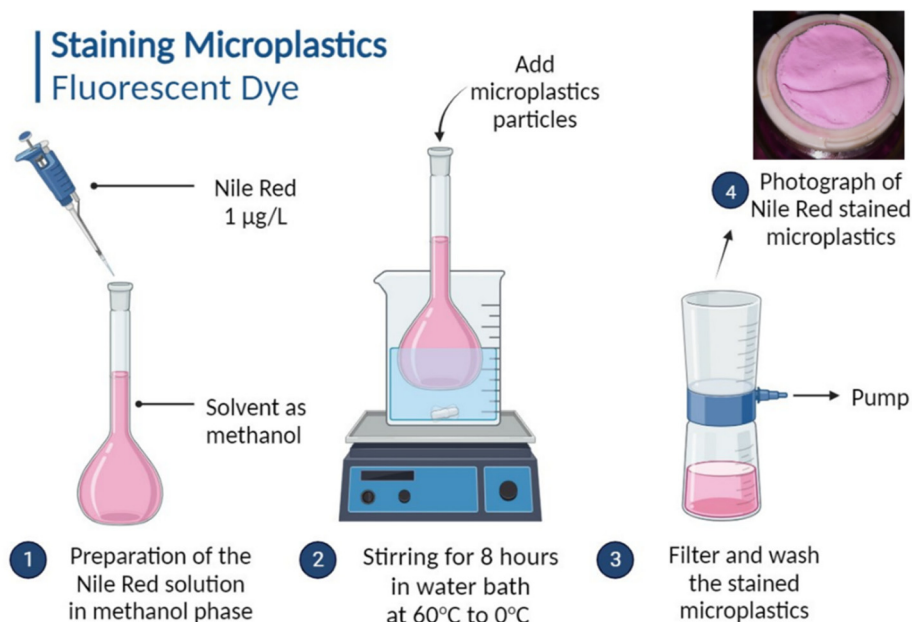 Staining Microplastics
Fluorescent Dye
Nile Red
1 µg/L
Solvent as
methanol
1
Preparation of the
Nile Red solution
in methanol phase
Add
microplastics
particles
2
Stirring for 8 hours
in water bath
at 60°C to 0°C
Pump
3
Filter and wash
the stained
microplastics
4
Photograph of
Nile Red stained
microplastics